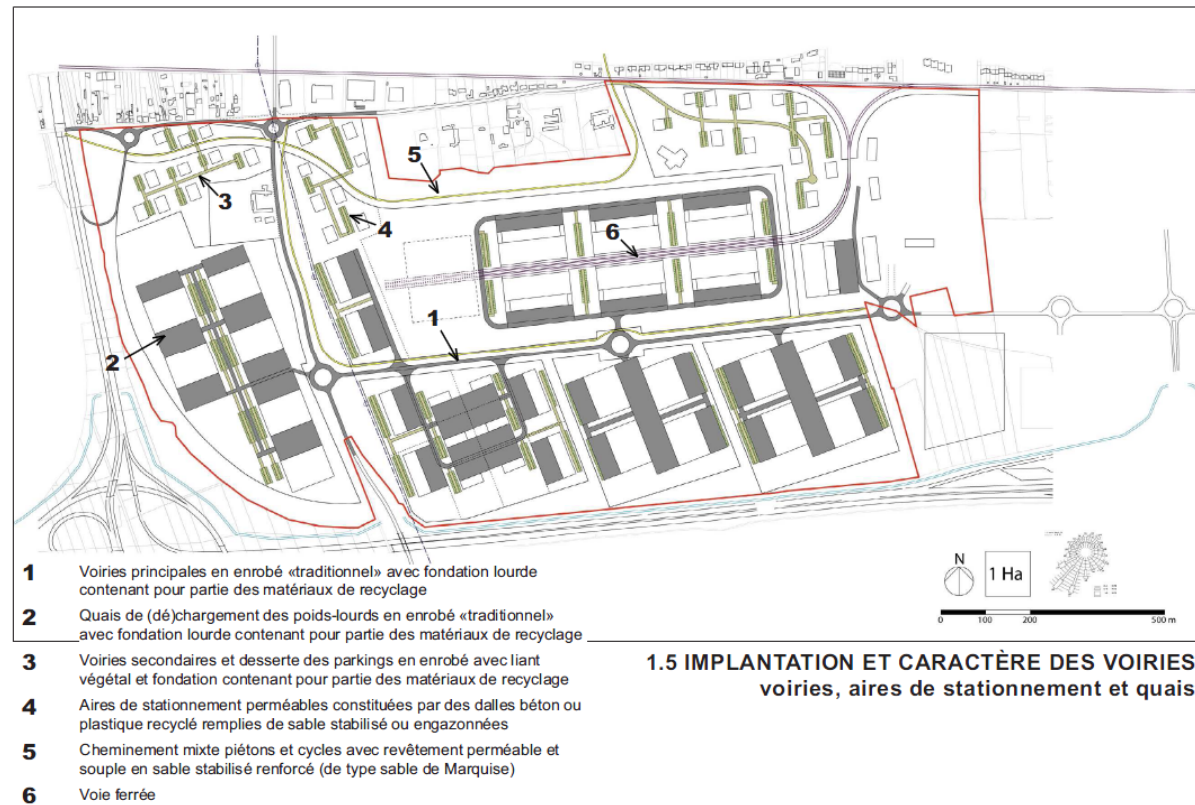 5
3
4
6
1
2
N
1 Ha
0 100 200 500 m
1 Voiries principales en enrobé «traditionnel» avec fondation lourde
contenant pour partie des matériaux de recyclage
2 Quais de (dé)chargement des poids-lourds en enrobé «traditionnel»
avec fondation lourde contenant pour partie des matériaux de recyclage
3 Voiries secondaires et desserte des parkings en enrobé avec liant
végétal et fondation contenant pour partie des matériaux de recyclage
4 Aires de stationnement perméables constituées par des dalles béton ou
plastique recyclé remplies de sable stabilisé ou engazonnées
5 Cheminement mixte piétons et cycles avec revêtement perméable et
souple en sable stabilisé renforcé (de type sable de Marquise)
6 Voie ferrée
1.5 IMPLANTATION ET CARACTÈRE DES VOIRIES
voiries, aires de stationnement et quais